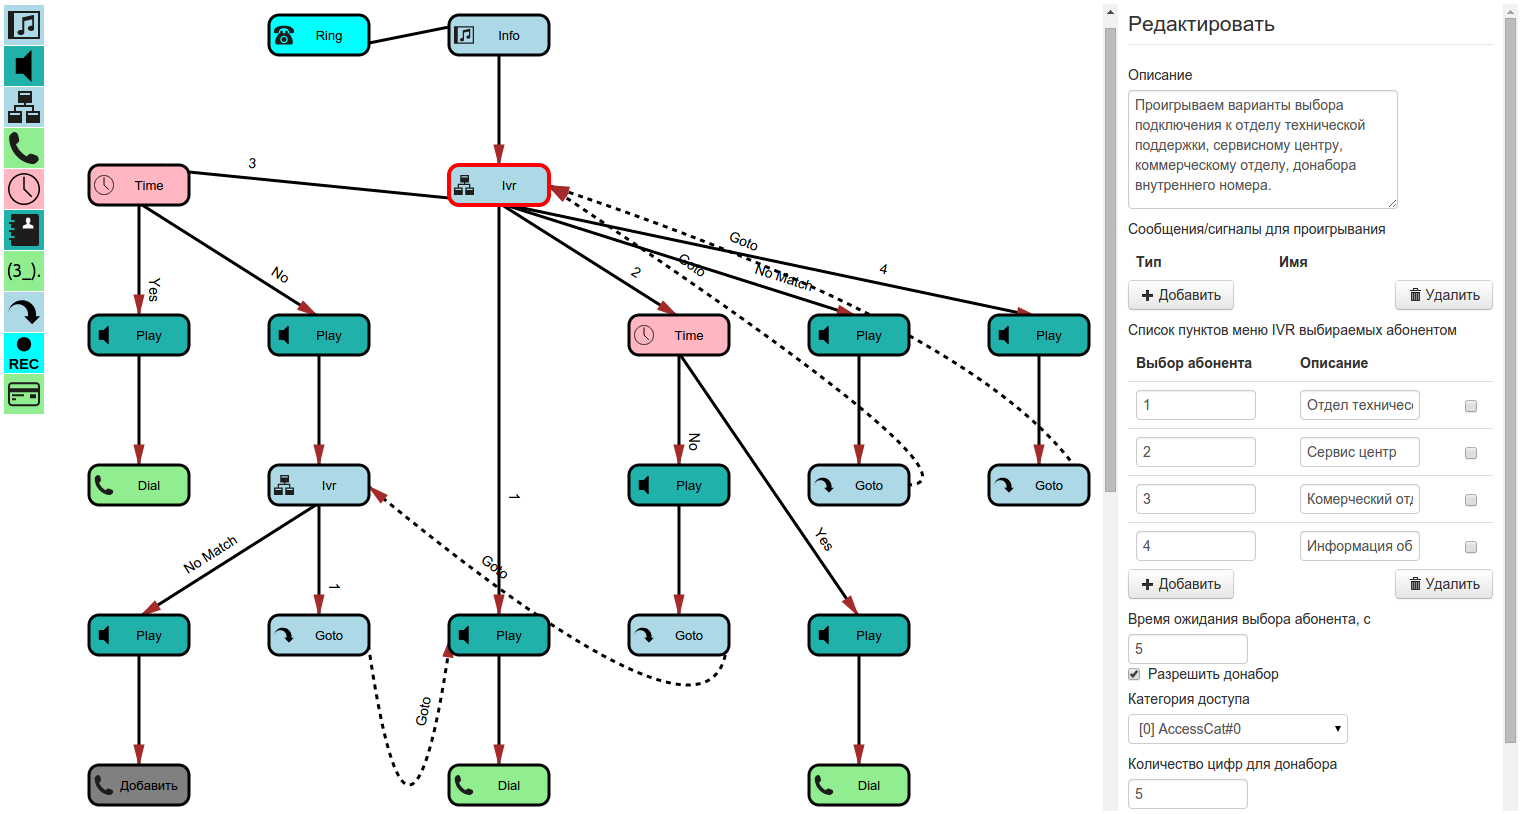 Ring
Info
3
Time
Ivr
Goto
4
Yes
No
2
Goto
No Match
Play
Play
Time
Play
Play
No
1
Dial
Ivr
Play
Goto
Goto
No Match
1
Goto
Yes
Play
Goto
Play
Goto
Play
Goto
Добавить
Dial
Dial
(3_).
REC
Редактировать
Описание
Проигрываем варианты выбора
подключения к отделу технической
поддержки, сервисному центру,
коммерческому отделу, донабора
внутреннего номера.
Сообщения/сигналы для проигрывания
Тип Имя
Добавить Удалить
Список пунктов меню IVR выбираемых абонентом
Выбор абонента Описание
1 Отдел техничес
2 Сервис центр
3 Комерческий отд
4 Информация об
Добавить Удалить
Время ожидания выбора абонента, с
5
Разрешить донабор
Категория доступа
[0] AccessCat#0
Количество цифр для донабора
5